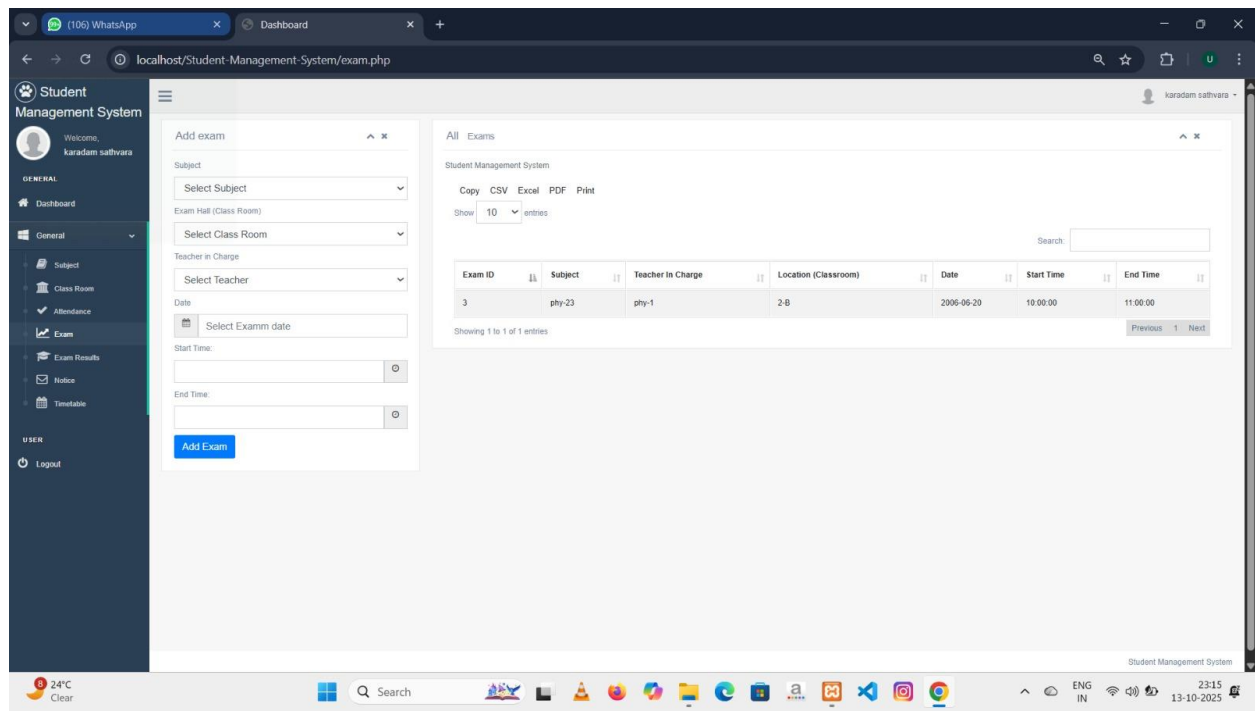 (106) WhatsApp
Dashboard
localhost/Student-Management-System/exam.php
U
Student
Management System
Welcome,
karadam sathvara
GENERAL
Dashboard
General
Subject
Class Room
Attendance
Exam
Exam Results
Notice
Timetable
USER
Logout
karadam sathvara
Add exam
Subject
Select Subject
Exam Hall (Class Room)
Select Class Room
Teacher in Charge
Select Teacher
Date
Select Examm date
Start Time:
End Time:
Add Exam
All Exams
Student Management System
Copy CSV Excel PDF Print
Show 10 entries
Search:
Exam ID Subject Teacher In Charge Location (Classroom) Date Start Time End Time
3 phy-23 phy-1 2-B 2006-06-20 10:00:00 11:00:00
Showing 1 to 1 of 1 entries
Previous 1 Next
Student Management System
8
24°C
Clear
Search
ENG
IN
23:15
13-10-2025